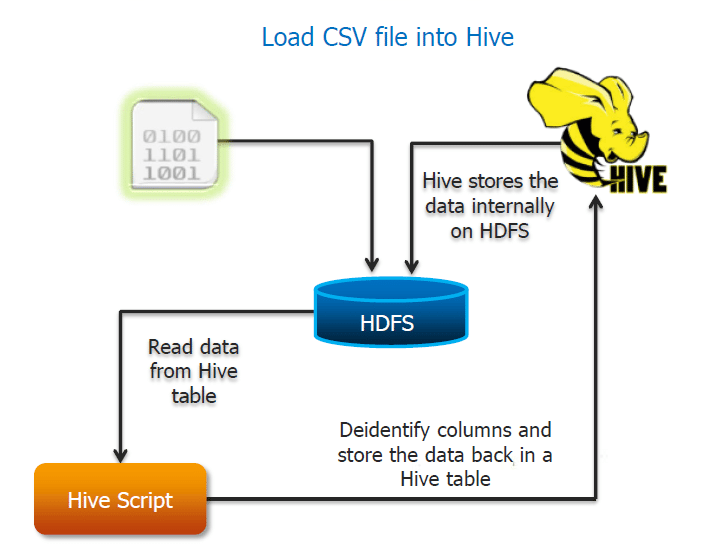 Load CSV file into Hive
0100
1101
1001
HIVE
Hive stores the
data internally
on HDFS
HDFS
Read data
from Hive
table
Deidentify columns and
store the data back in a
Hive table
Hive Script